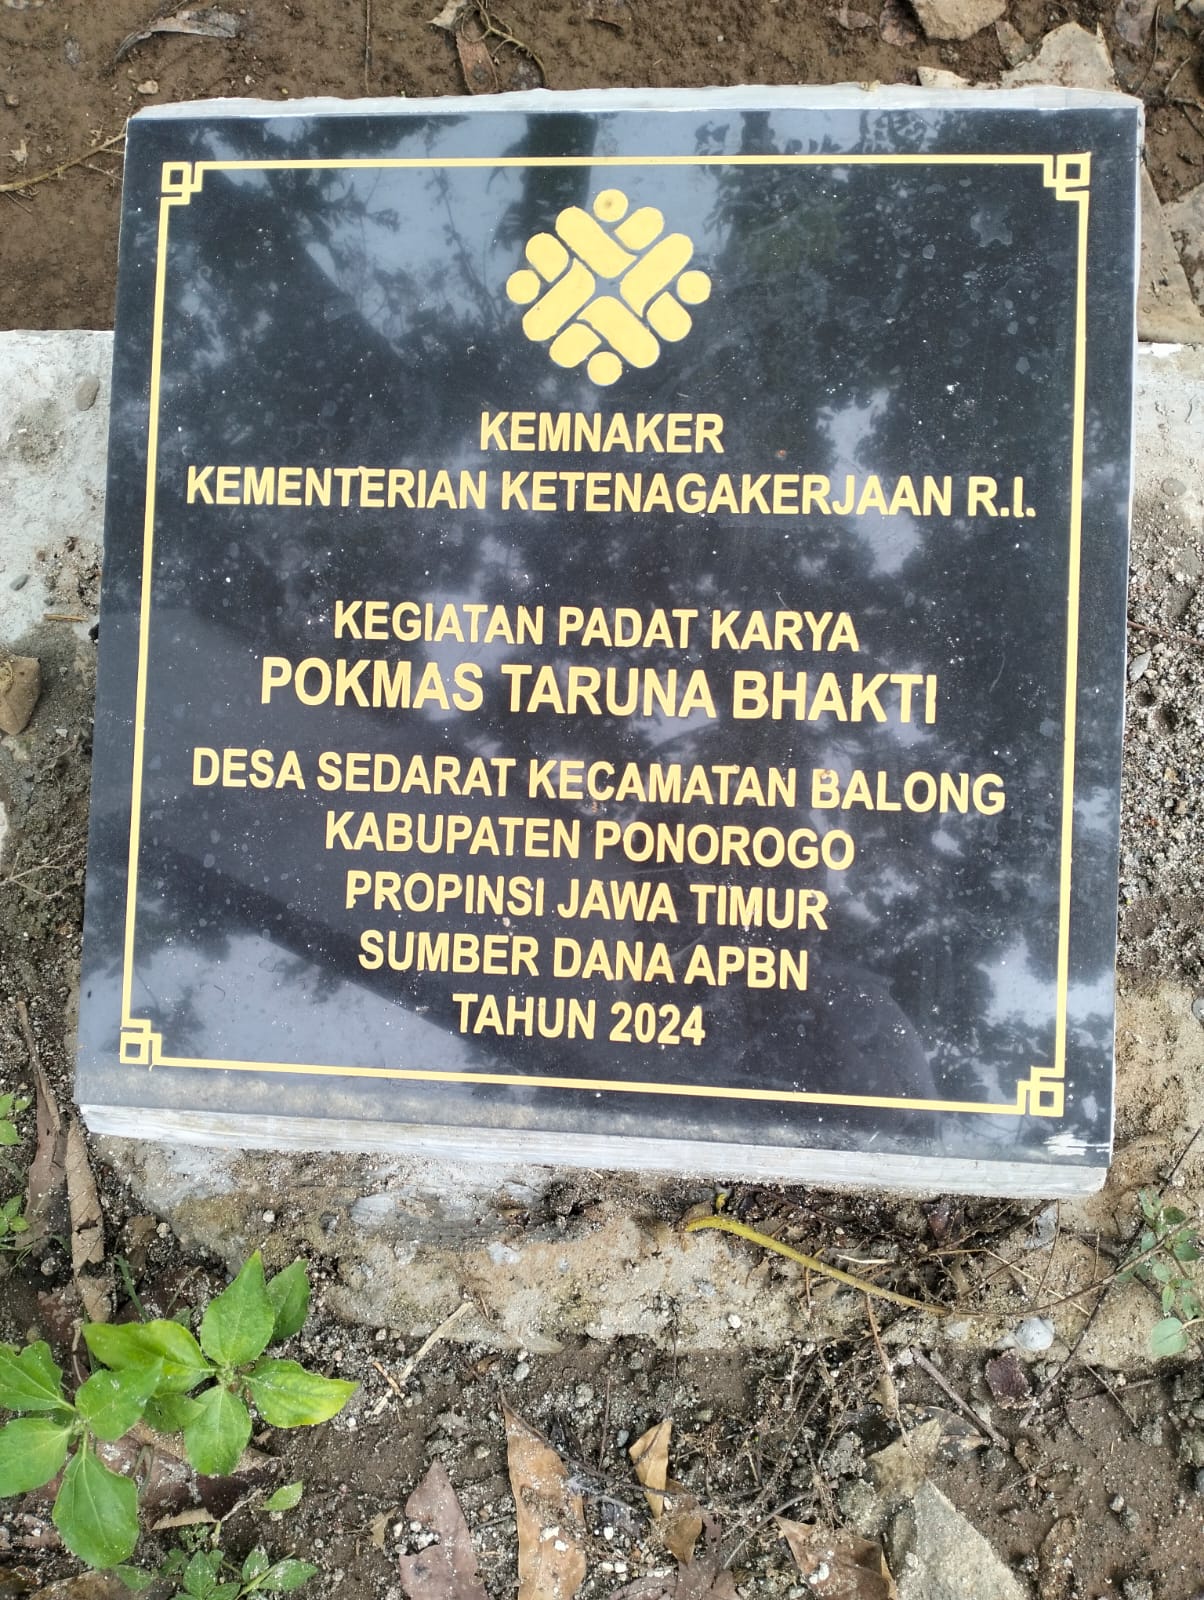 KEMNAKER
KEMENTERIAN KETENAGAKERJAAN R.I.
KEGIATAN PADAT KARYA
POKMAS TARUNA BHAKTI
DESA SEDARAT KECAMATAN BALONG
KABUPATEN PONOROGO
PROPINSI JAWA TIMUR
SUMBER DANA APBN
TAHUN 2024